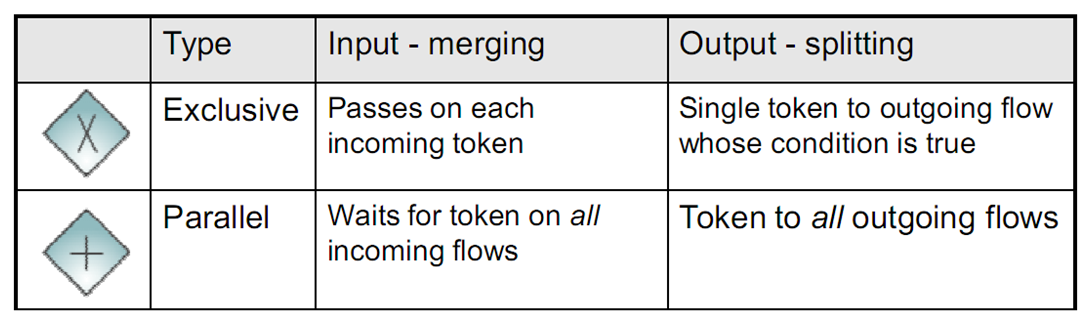 Type
Input - merging
Output - splitting
Exclusive
Passes on each
incoming token
Single token to outgoing flow
whose condition is true
Parallel
Waits for token on all
incoming flows
Token to all outgoing flows